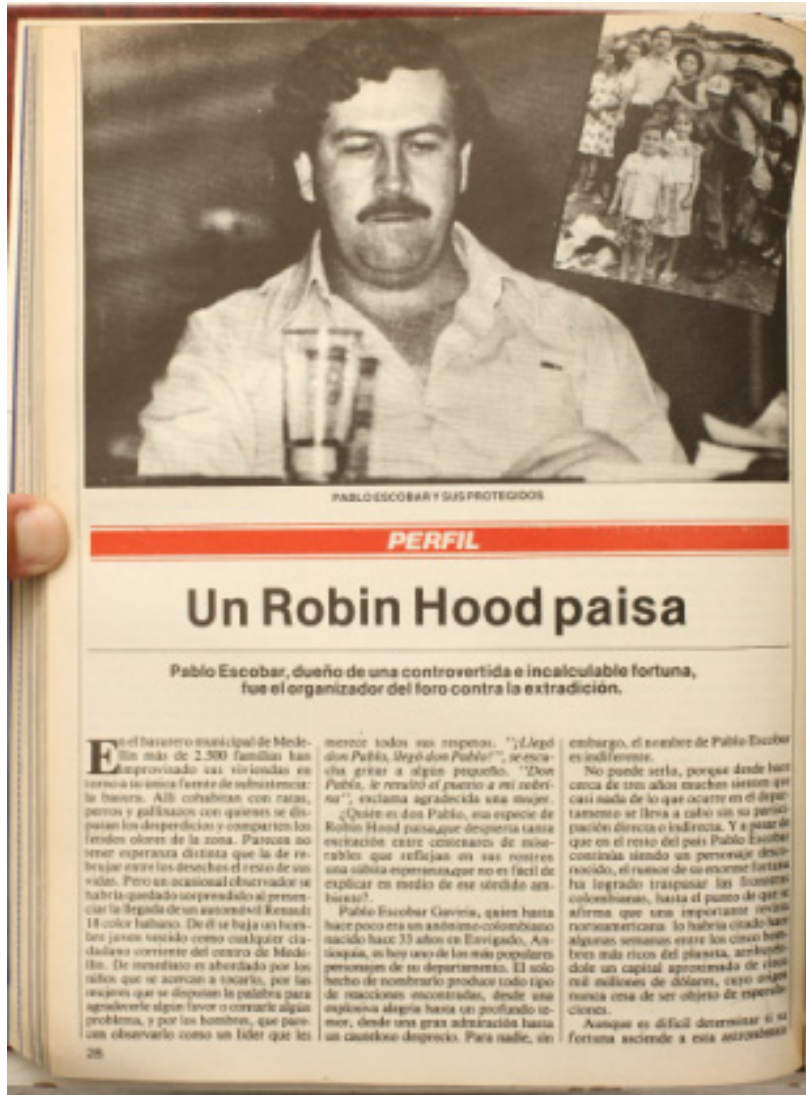 PABLO ESCOBAR Y SUS PROTEGIDOS
PERFIL
Un Robin Hood paisa
Pablo Escobar, dueño de una controvertida e incalculable fortuna,
fue el organizador del foro contra la extradición.
En el basurero municipal de Mede-
llín más de 2.500 familias han
improvisado sus viviendas en
torno a su única fuente de subsistencia:
la basura. Allí cohabitan con ratas,
perros y gallinazos con quienes se dis-
putan los desperdicios y comparten los
fétidos olores de la zona. Parecen no
tener esperanza distinta que la de re-
brujar entre los desechos el resto de sus
vidas. Pero un ocasional observador se
habría quedado sorprendido al presen-
ciar la llegada de un automóvil Renault
18 color habano. De él se baja un hom-
bre joven vestido como cualquier ciu-
dadano corriente del centro de Mede-
llín. De inmediato es abordado por los
niños que se acercan a tocarlo, por las
mujeres que se disputan la palabra para
agradecerle algún favor o contarle algún
problema, y por los hombres, que pare-
cen observarlo como un líder que les
merece todos sus respetos. "¡Llegó
don Pablo, llegó don Pablo!", se escu-
cha gritar a algún pequeño. "Don
Pablo, le resultó el puesto a mi sobri-
na", exclama agradecida una mujer.
¿Quién es don Pablo, esa especie de
Robin Hood paisa, que despierta tanta
excitación entre centenares de mise-
rables que reflejan en sus rostros
una súbita esperanza, que no es fácil de
explicar en medio de ese sórdido am-
biente?.
Pablo Escobar Gaviria, quien hasta
hace poco era un anónimo colombiano
nacido hace 33 años en Envigado, An-
tioquia, es hoy uno de los más populares
personajes de su departamento. El solo
hecho de nombrarlo produce todo tipo
de reacciones encontradas, desde una
explosiva alegría hasta un profundo te-
mor, desde una gran admiración hasta
un cauteloso desprecio. Para nadie, sin
embargo, el nombre de Pablo Escobar
es indiferente.
No puede serlo, porque desde hace
cerca de tres años muchos sienten que
casi nada de lo que ocurre en el depar-
tamento se lleva a cabo sin su partici-
pación directa o indirecta. Y a pesar de
que en el resto del país Pablo Escobar
continúa siendo un personaje desco-
nocido, el rumor de su enorme fortuna
ha logrado traspasar las fronteras
colombianas, hasta el punto de que se
afirma que una importante revista
norteamericana lo habría citado hace
algunas semanas entre los cinco hom-
bres más ricos del planeta, atribuyén-
dole un capital aproximado de cinco
mil millones de dólares, cuyo origen
nunca cesa de ser objeto de especula-
ciones.
Aunque es difícil determinar si su
fortuna asciende a esta astronómica
28